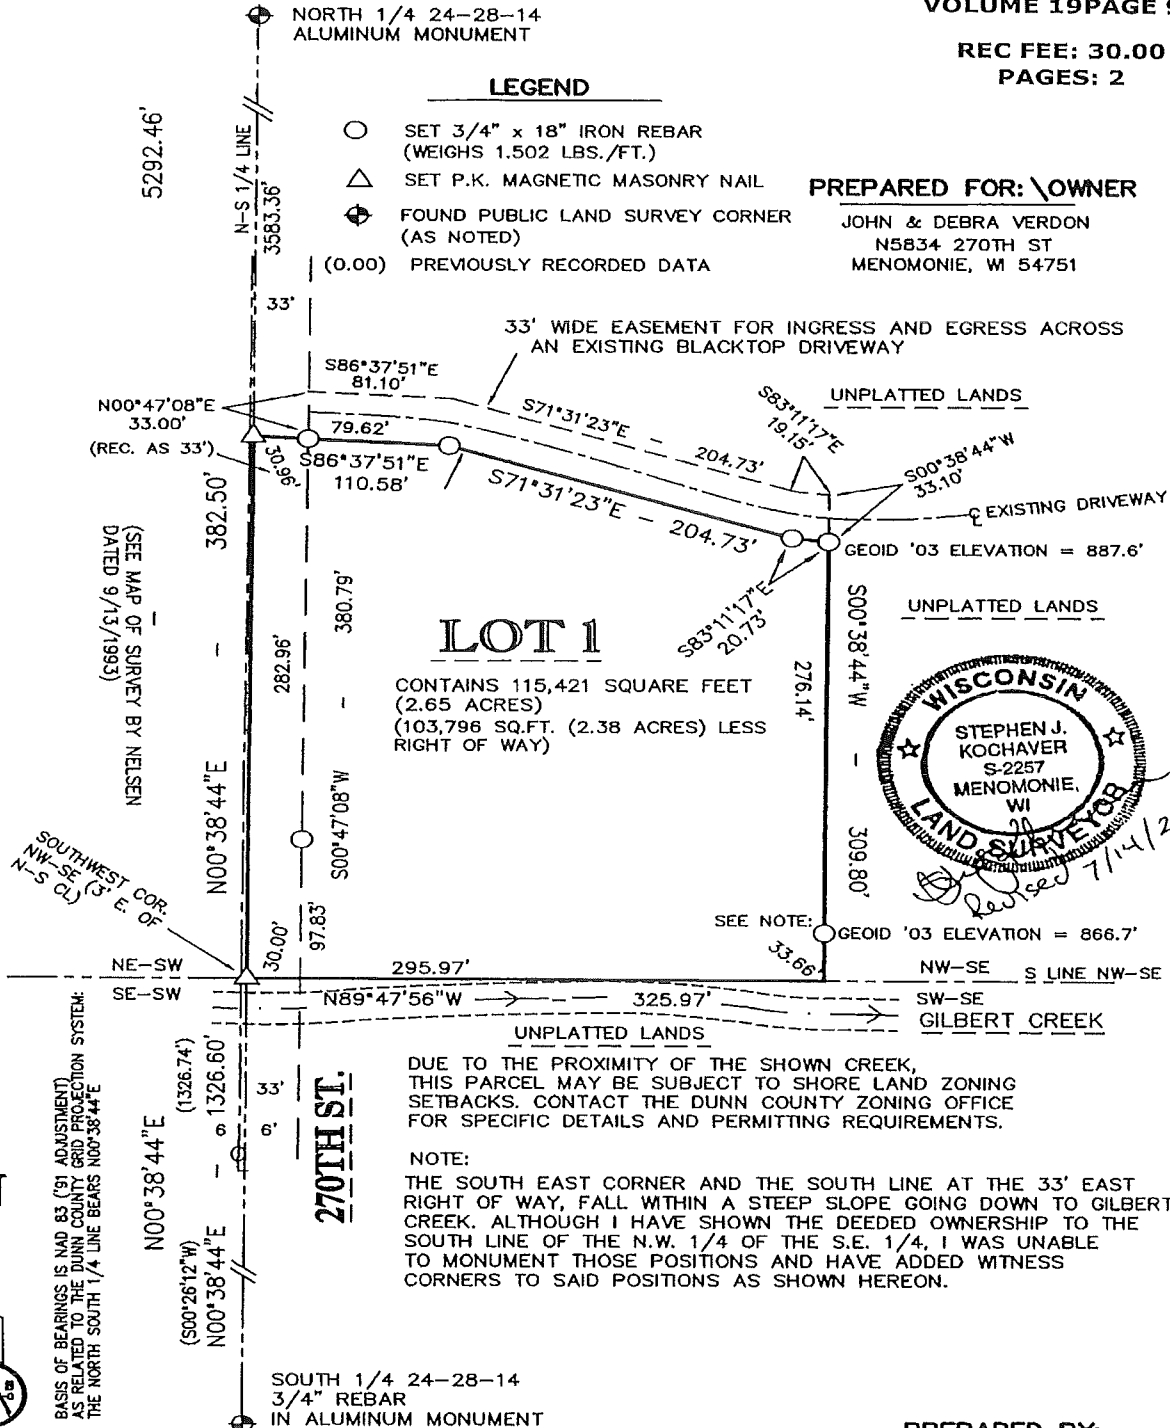 VOLUME 19PAGE
REC FEE: 30.00
PAGES: 2
NORTH 1/4 24-28-14
ALUMINUM MONUMENT
LEGEND
SET 3/4" x 18" IRON REBAR
(WEIGHS 1.502 LBS./FT.)
SET P.K. MAGNETIC MASONRY NAIL
FOUND PUBLIC LAND SURVEY CORNER
(AS NOTED)
(0.00) PREVIOUSLY RECORDED DATA
PREPARED FOR: \OWNER
JOHN & DEBRA VERDON
N5834 270TH ST
MENOMONIE, WI 54751
5292.46'
N-S 1/4 LINE
3583.36'
33'
33' WIDE EASEMENT FOR INGRESS AND EGRESS ACROSS
AN EXISTING BLACKTOP DRIVEWAY
S86°37'51"E
81.10'
UNPLATTED LANDS
N00°47'08"E
33.00'
(REC. AS 33')
S71°31'23"E - 204.73'
S83°11'17"E
19.15'
S00°38'44"W
33.10'
79.62'
30.96'
S86°37'51"E
110.58'
S71°31'23"E - 204.73'
℄ EXISTING DRIVEWAY
GEOID '03 ELEVATION = 887.6'
S83°11'17"E
20.73'
UNPLATTED LANDS
382.50'
(SEE MAP OF SURVEY BY NELSEN
DATED 9/13/1993)
-
N00°38'44"E
282.96'
380.79'
-
S00°47'08"W
LOT 1
CONTAINS 115,421 SQUARE FEET
(2.65 ACRES)
(103,796 SQ.FT. (2.38 ACRES) LESS
RIGHT OF WAY)
276.14'
S00°38'44"W - 309.80'
WISCONSIN
STEPHEN J.
KOCHAVER
S-2257
MENOMONIE,
WI
LAND SURVEYOR
Revised 7/14/2
SOUTHWEST COR.
NW-SE (3' E. OF
N-S CL)
30.00'
97.83'
SEE NOTE:
GEOID '03 ELEVATION = 866.7'
33.66'
NE-SW
295.97'
NW-SE
S LINE NW-SE
SE-SW
N89°47'56"W
325.97'
SW-SE
GILBERT CREEK
UNPLATTED LANDS
BASIS OF BEARINGS IS NAD 83 ('91 ADJUSTMENT)
AS RELATED TO THE DUNN COUNTY GRID PROJECTION SYSTEM:
THE NORTH SOUTH 1/4 LINE BEARS N00°38'44"E
N00°38'44"E
(1326.74')
(S00°26'12"W)
N00°38'44"E - 1326.60'
33'
6 6'
270TH ST.
DUE TO THE PROXIMITY OF THE SHOWN CREEK,
THIS PARCEL MAY BE SUBJECT TO SHORE LAND ZONING
SETBACKS. CONTACT THE DUNN COUNTY ZONING OFFICE
FOR SPECIFIC DETAILS AND PERMITTING REQUIREMENTS.
NOTE:
THE SOUTH EAST CORNER AND THE SOUTH LINE AT THE 33' EAST
RIGHT OF WAY, FALL WITHIN A STEEP SLOPE GOING DOWN TO GILBERT
CREEK. ALTHOUGH I HAVE SHOWN THE DEEDED OWNERSHIP TO THE
SOUTH LINE OF THE N.W. 1/4 OF THE S.E. 1/4, I WAS UNABLE
TO MONUMENT THOSE POSITIONS AND HAVE ADDED WITNESS
CORNERS TO SAID POSITIONS AS SHOWN HEREON.
SOUTH 1/4 24-28-14
3/4" REBAR
IN ALUMINUM MONUMENT
PREPARED BY: